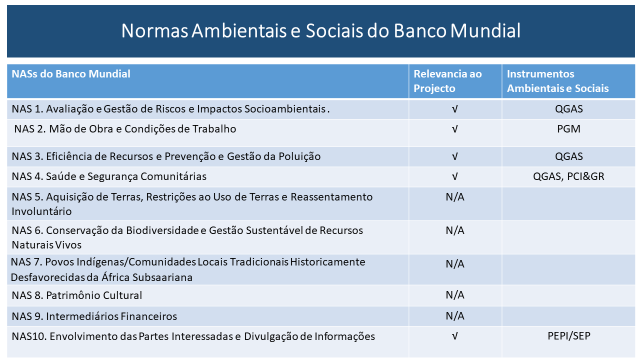 Normas Ambientais e Sociais do Banco Mundial
NASs do Banco Mundial
Relevancia ao
Projecto
Instrumentos
Ambientais e Sociais
NAS 1. Avaliação e Gestão de Riscos e Impactos Socioambientais. √ QGAS
NAS 2. Mão de Obra e Condições de Trabalho √ PGM
NAS 3. Eficiência de Recursos e Prevenção e Gestão da Poluição √ QGAS
NAS 4. Saúde e Segurança Comunitárias √ QGAS, PCI&GR
NAS 5. Aquisição de Terras, Restrições ao Uso de Terras e Reassentamento N/A
Involuntário
NAS 6. Conservação da Biodiversidade e Gestão Sustentável de Recursos N/A
Naturais Vivos
NAS 7. Povos Indígenas/Comunidades Locais Tradicionais Historicamente N/A
Desfavorecidas da África Subsaariana
NAS 8. Patrimônio Cultural N/A
NAS 9. Intermediários Financeiros N/A
NAS10. Envolvimento das Partes Interessadas e Divulgação de Informações √ PEPI/SEP